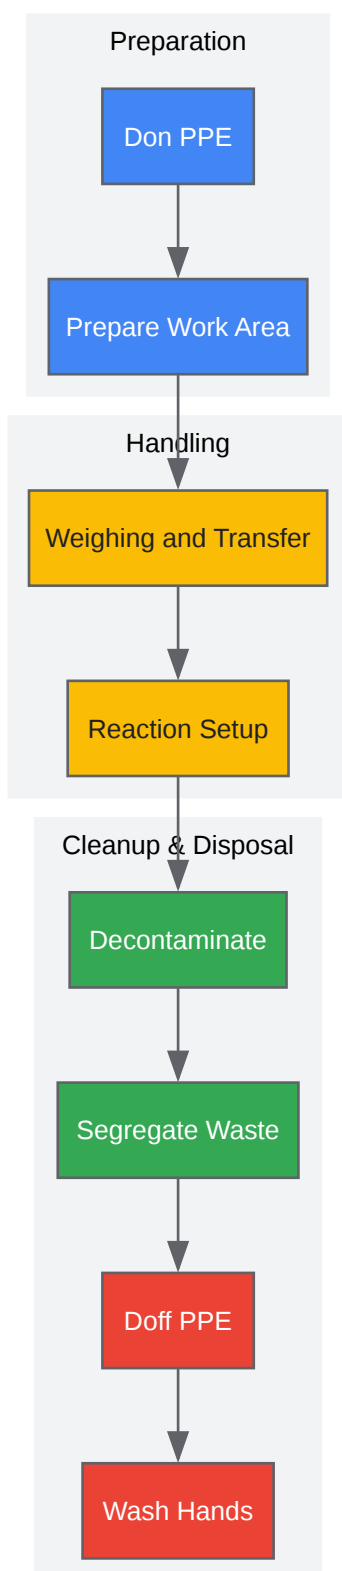 Preparation
Don PPE
Prepare Work Area
Handling
Weighing and Transfer
Reaction Setup
Cleanup & Disposal
Decontaminate
Segregate Waste
Doff PPE
Wash Hands